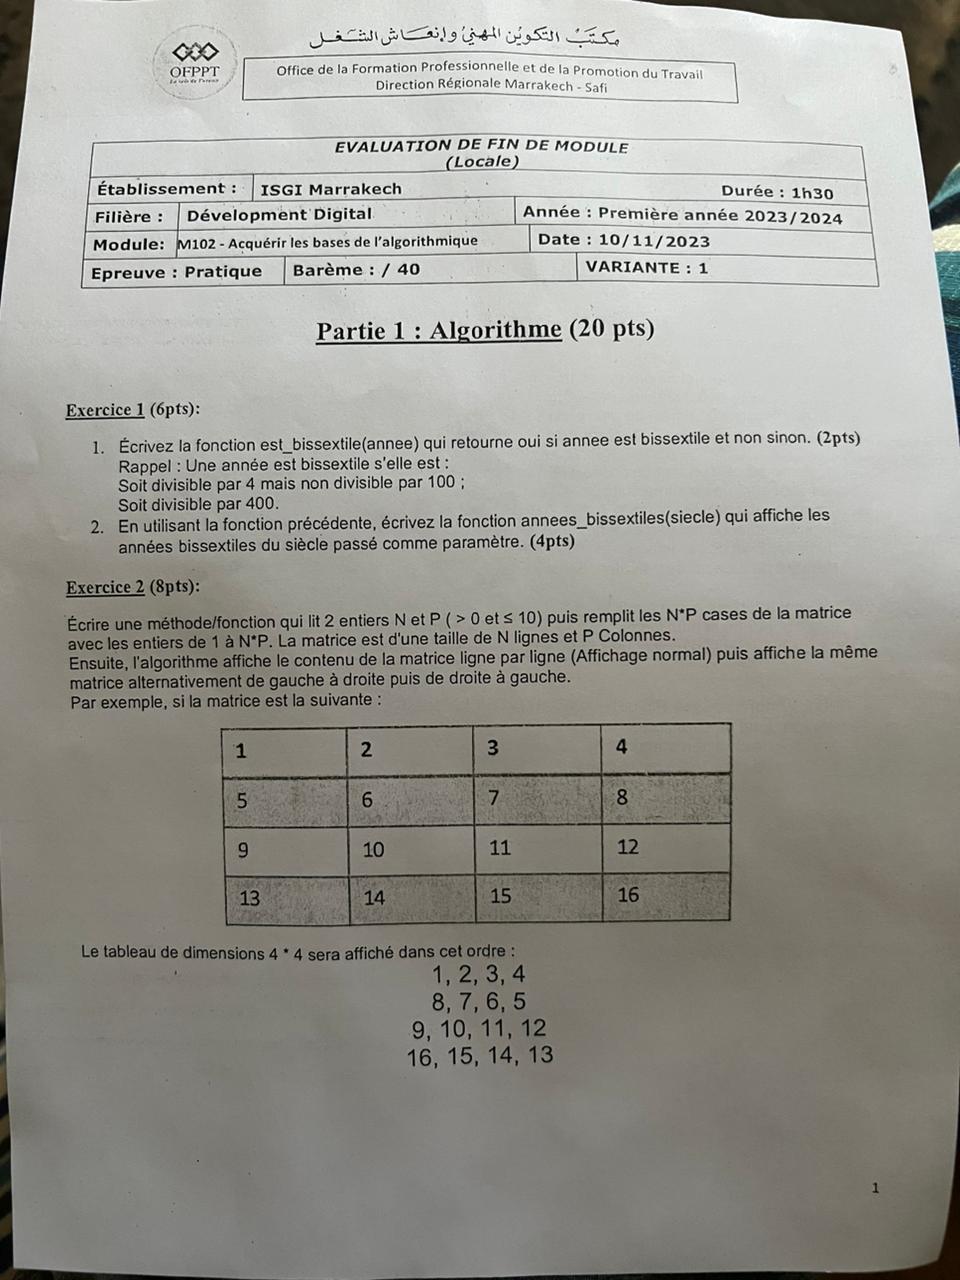 مكتب التكوين المهني وإنعاش الشغل
OFPPT
La voie de l'avenir
Office de la Formation Professionnelle et de la Promotion du Travail
Direction Régionale Marrakech - Safi
EVALUATION DE FIN DE MODULE
(Locale)
Établissement : ISGI Marrakech Durée : 1h30
Filière : Dévelopment Digital Année : Première année 2023/2024
Module: M102 - Acquérir les bases de l'algorithmique Date : 10/11/2023
Epreuve : Pratique Barème : / 40 VARIANTE : 1
Partie 1 : Algorithme (20 pts)
Exercice 1 (6pts):
1. Écrivez la fonction est_bissextile(annee) qui retourne oui si annee est bissextile et non sinon. (2pts)
Rappel : Une année est bissextile s'elle est :
Soit divisible par 4 mais non divisible par 100 ;
Soit divisible par 400.
2. En utilisant la fonction précédente, écrivez la fonction annees_bissextiles(siecle) qui affiche les
années bissextiles du siècle passé comme paramètre. (4pts)
Exercice 2 (8pts):
Écrire une méthode/fonction qui lit 2 entiers N et P ( > 0 et ≤ 10) puis remplit les N*P cases de la matrice
avec les entiers de 1 à N*P. La matrice est d'une taille de N lignes et P Colonnes.
Ensuite, l'algorithme affiche le contenu de la matrice ligne par ligne (Affichage normal) puis affiche la même
matrice alternativement de gauche à droite puis de droite à gauche.
Par exemple, si la matrice est la suivante :
1 2 3 4
5 6 7 8
9 10 11 12
13 14 15 16
Le tableau de dimensions 4 * 4 sera affiché dans cet ordre :
1, 2, 3, 4
8, 7, 6, 5
9, 10, 11, 12
16, 15, 14, 13
1